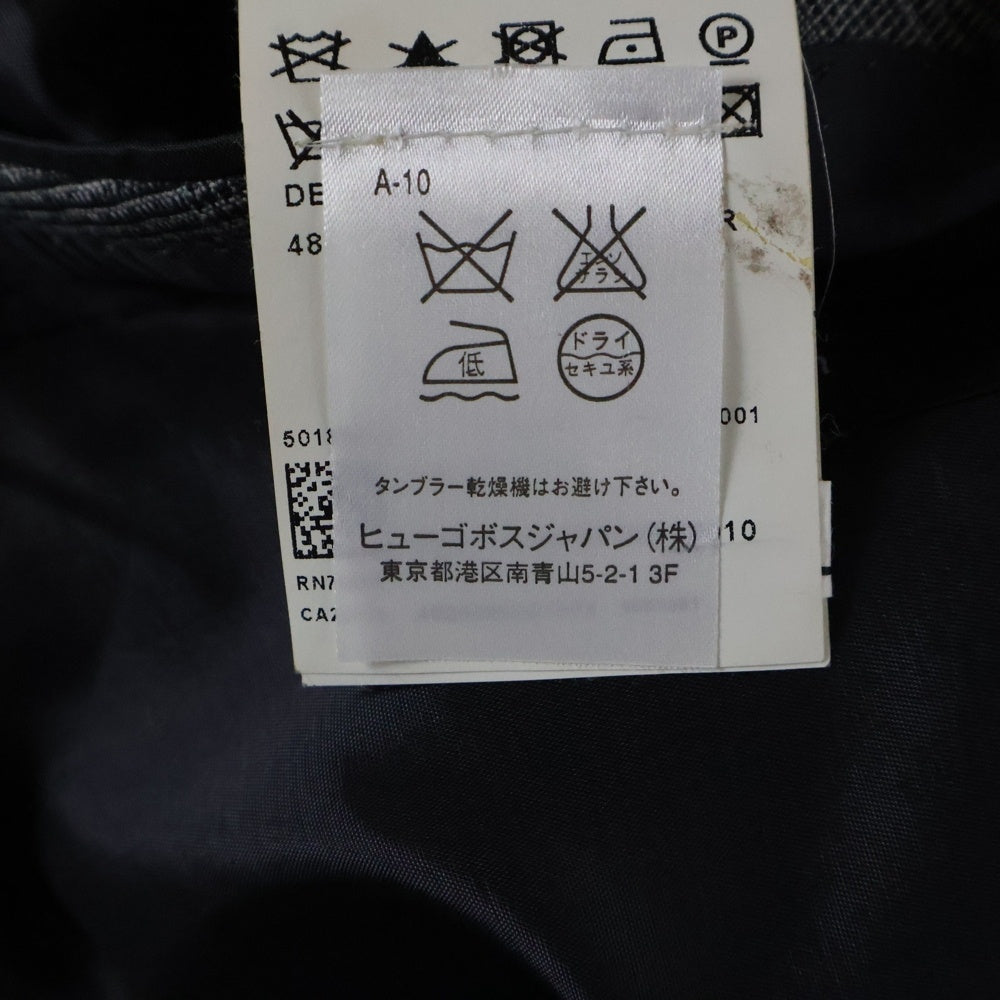 P
DE
A-10
48
R
エンソ
サラシ
低
ドライ
セキユ系
5018
001
タンブラー乾燥機はお避け下さい。
ヒューゴボスジャパン(株)
10
東京都港区南青山5-2-1 3F
RN7
CA2